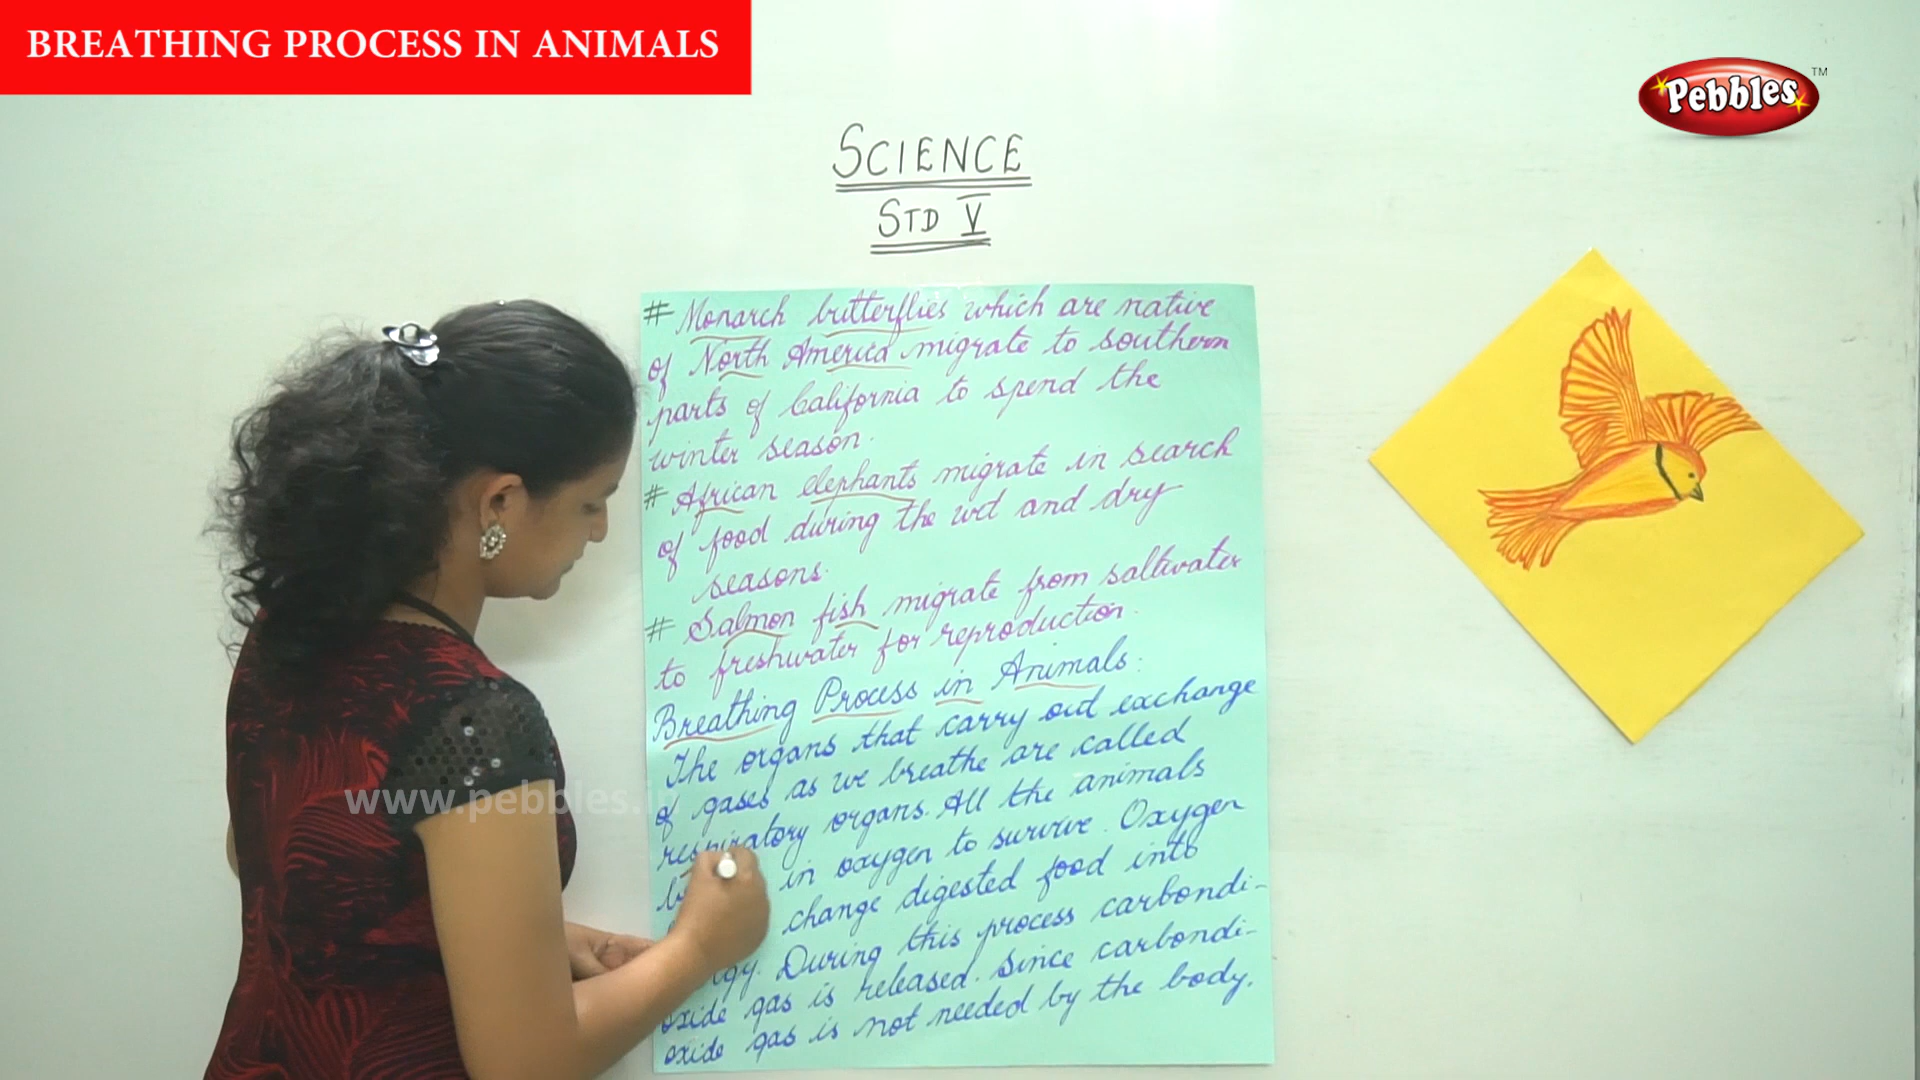 BREATHING PROCESS IN ANIMALS
Pebbles TM
SCIENCE
STD V
# Monarch butterflies which are native
of North America migrate to southern
parts of California to spend the
winter season.
# African elephants migrate in search
of food during the wet and dry
seasons.
# Salmon fish migrate from saltwater
to freshwater for reproduction.
Breathing Process in Animals:
The organs that carry out exchange
of gases as we breathe are called
respiratory organs. All the animals
in oxygen to survive. Oxygen
change digested food into
During this process carbondi-
oxide gas is released. Since carbondi-
oxide gas is not needed by the body.
www.pebbles.i